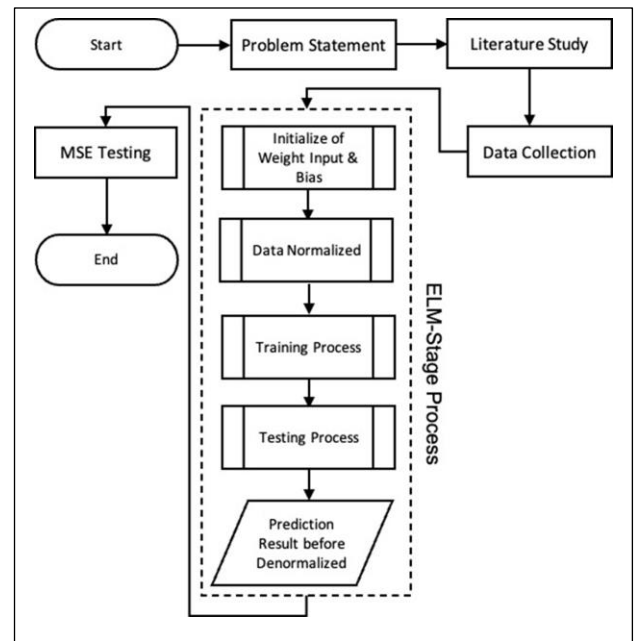 Start
Problem Statement
Literature Study
Data Collection
Initialize of
Weight Input &
Bias
Data Normalized
Training Process
Testing Process
Prediction
Result before
Denormalized
ELM-Stage Process
MSE Testing
End